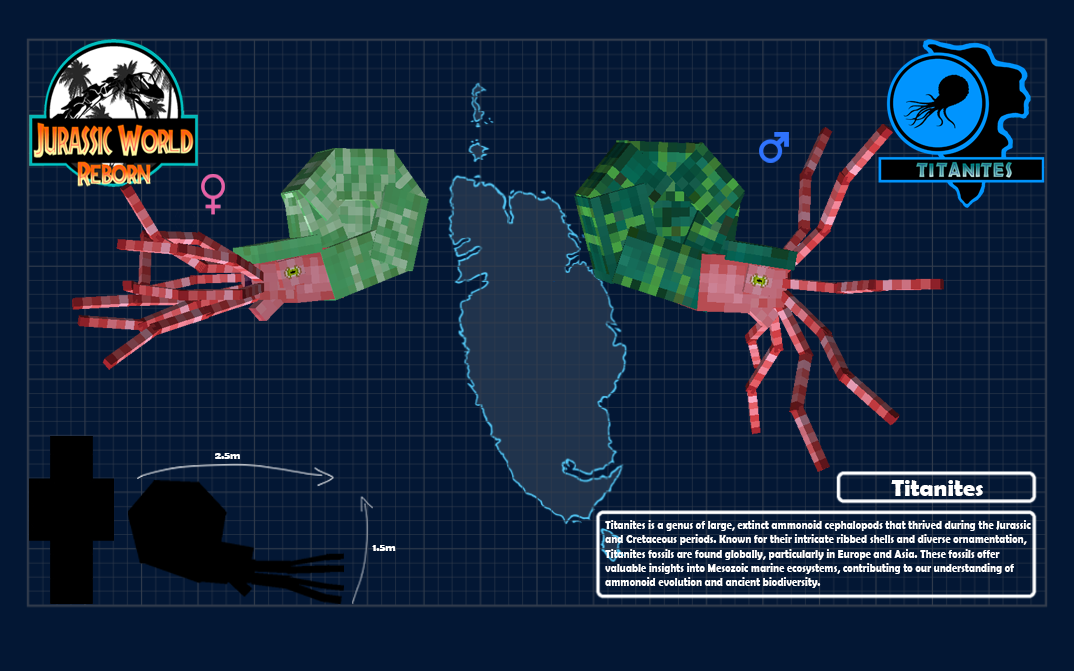 JURASSIC WORLD
REBORN
♀
♂
TITANITES
2.5m
1.5m
Titanites
Titanites is a genus of large, extinct ammonoid cephalopods that thrived during the Jurassic
and Cretaceous periods. Known for their intricate ribbed shells and diverse ornamentation,
Titanites fossils are found globally, particularly in Europe and Asia. These fossils offer
valuable insights into Mesozoic marine ecosystems, contributing to our understanding of
ammonoid evolution and ancient biodiversity.